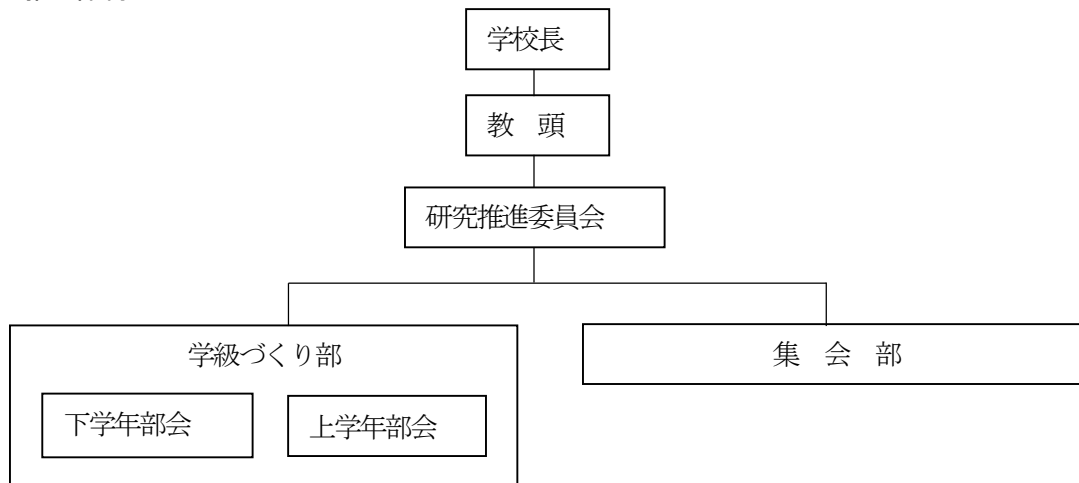 学校長
教　頭
研究推進委員会
学級づくり部
集　会　部
下学年部会
上学年部会